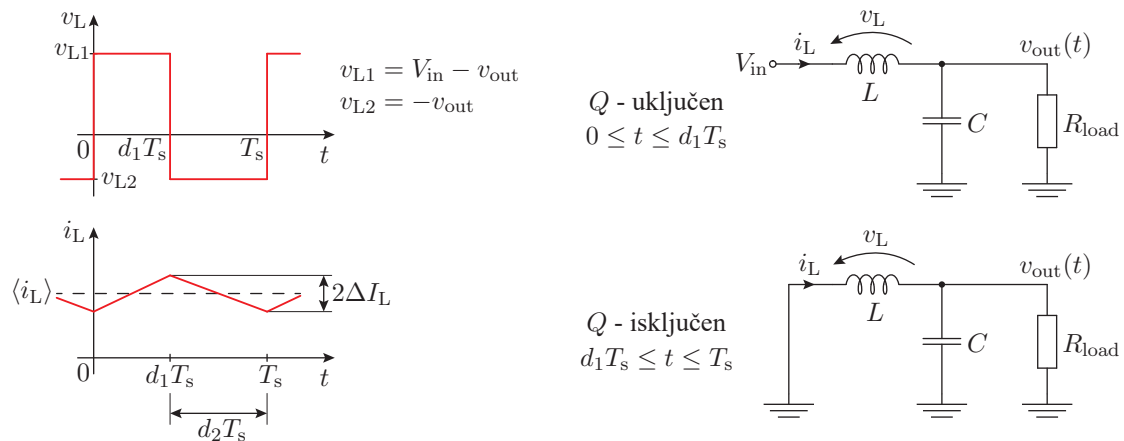 v_L
v_L1
v_L1 = V_in − v_out
v_L2 = −v_out
0
d_1T_s
T_s
t
v_L2
i_L
⟨i_L⟩
2ΔI_L
0
d_1T_s
T_s
t
d_2T_s
Q - uključen
0 ≤ t ≤ d_1T_s
v_L
i_L
V_in
L
v_out(t)
C
R_load
Q - isključen
d_1T_s ≤ t ≤ T_s
v_L
i_L
L
v_out(t)
C
R_load